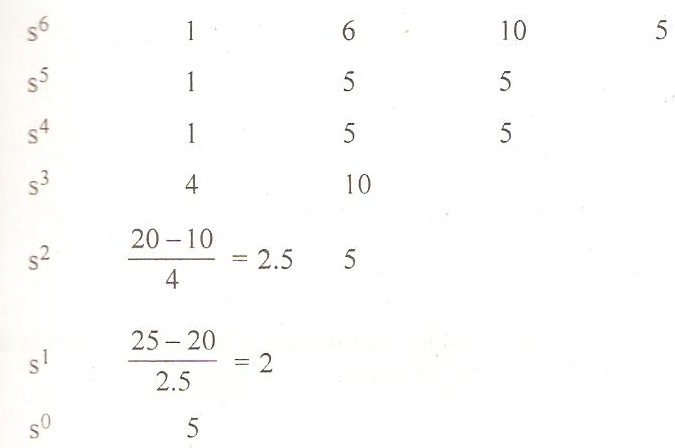 s⁶ 1 6 10 5
s⁵ 1 5 5
s⁴ 1 5 5
s³ 4 10
s² (20 – 10)/4 = 2.5 5
s¹ (25 – 20)/2.5 = 2
s⁰ 5